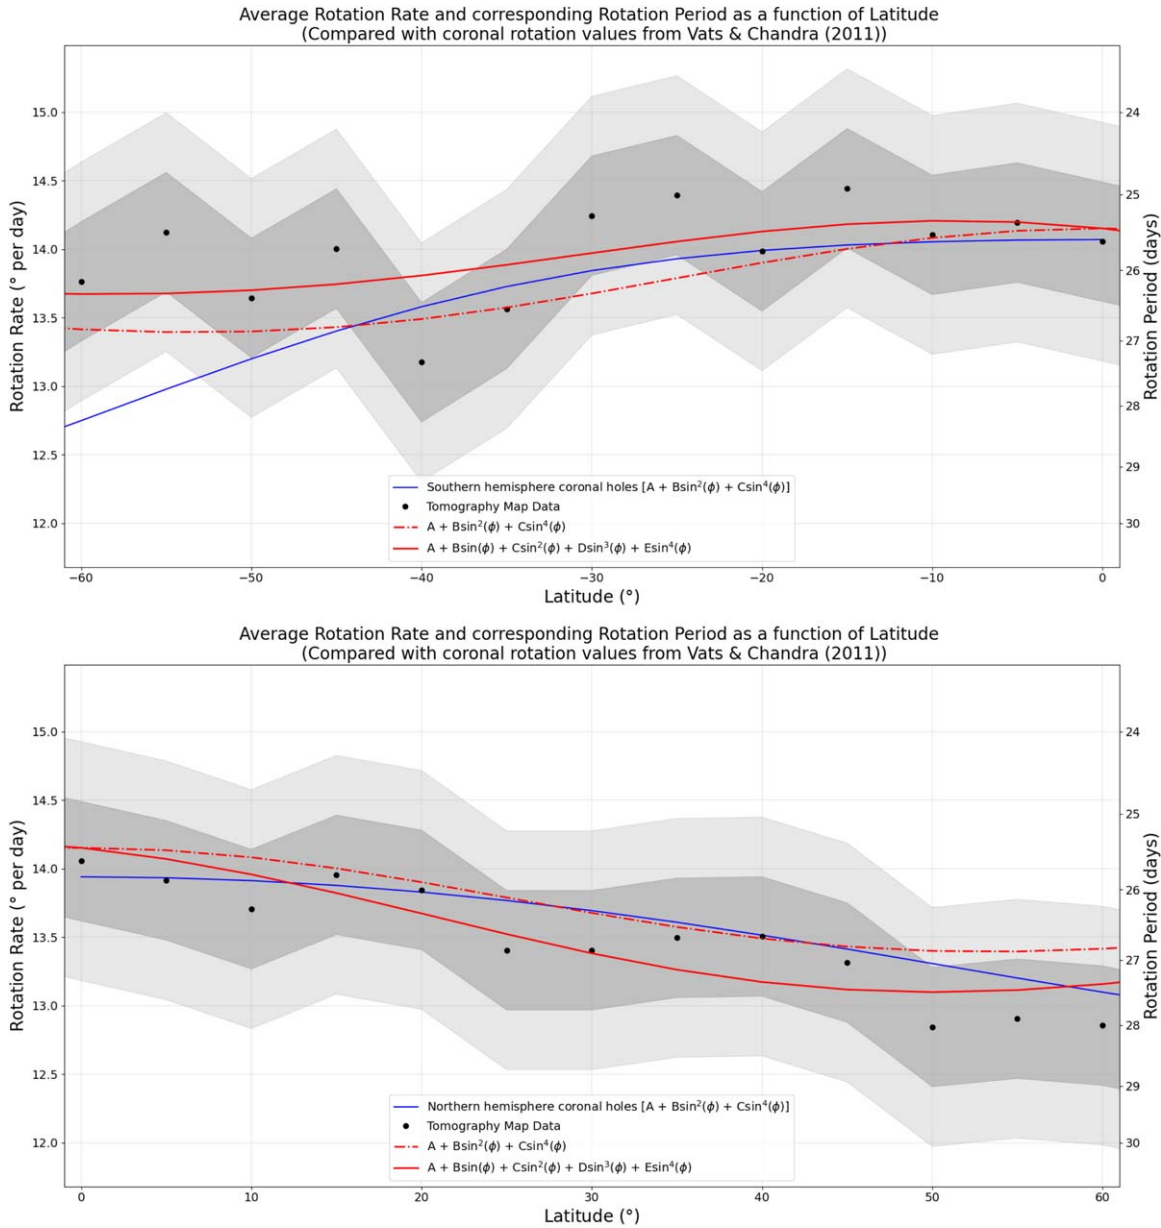 Average Rotation Rate and corresponding Rotation Period as a function of Latitude
(Compared with coronal rotation values from Vats & Chandra (2011))
Rotation Rate (° per day)
15.0
14.5
14.0
13.5
13.0
12.5
12.0
24
25
26
27
28
29
30
Rotation Period (days)
Southern hemisphere coronal holes [A + Bsin²(ϕ) + Csin⁴(ϕ)]
Tomography Map Data
A + Bsin²(ϕ) + Csin⁴(ϕ)
A + Bsin(ϕ) + Csin²(ϕ) + Dsin³(ϕ) + Esin⁴(ϕ)
−60 −50 −40 −30 −20 −10 0
Latitude (°)
Average Rotation Rate and corresponding Rotation Period as a function of Latitude
(Compared with coronal rotation values from Vats & Chandra (2011))
Rotation Rate (° per day)
15.0
14.5
14.0
13.5
13.0
12.5
12.0
24
25
26
27
28
29
30
Rotation Period (days)
Northern hemisphere coronal holes [A + Bsin²(ϕ) + Csin⁴(ϕ)]
Tomography Map Data
A + Bsin²(ϕ) + Csin⁴(ϕ)
A + Bsin(ϕ) + Csin²(ϕ) + Dsin³(ϕ) + Esin⁴(ϕ)
0 10 20 30 40 50 60
Latitude (°)